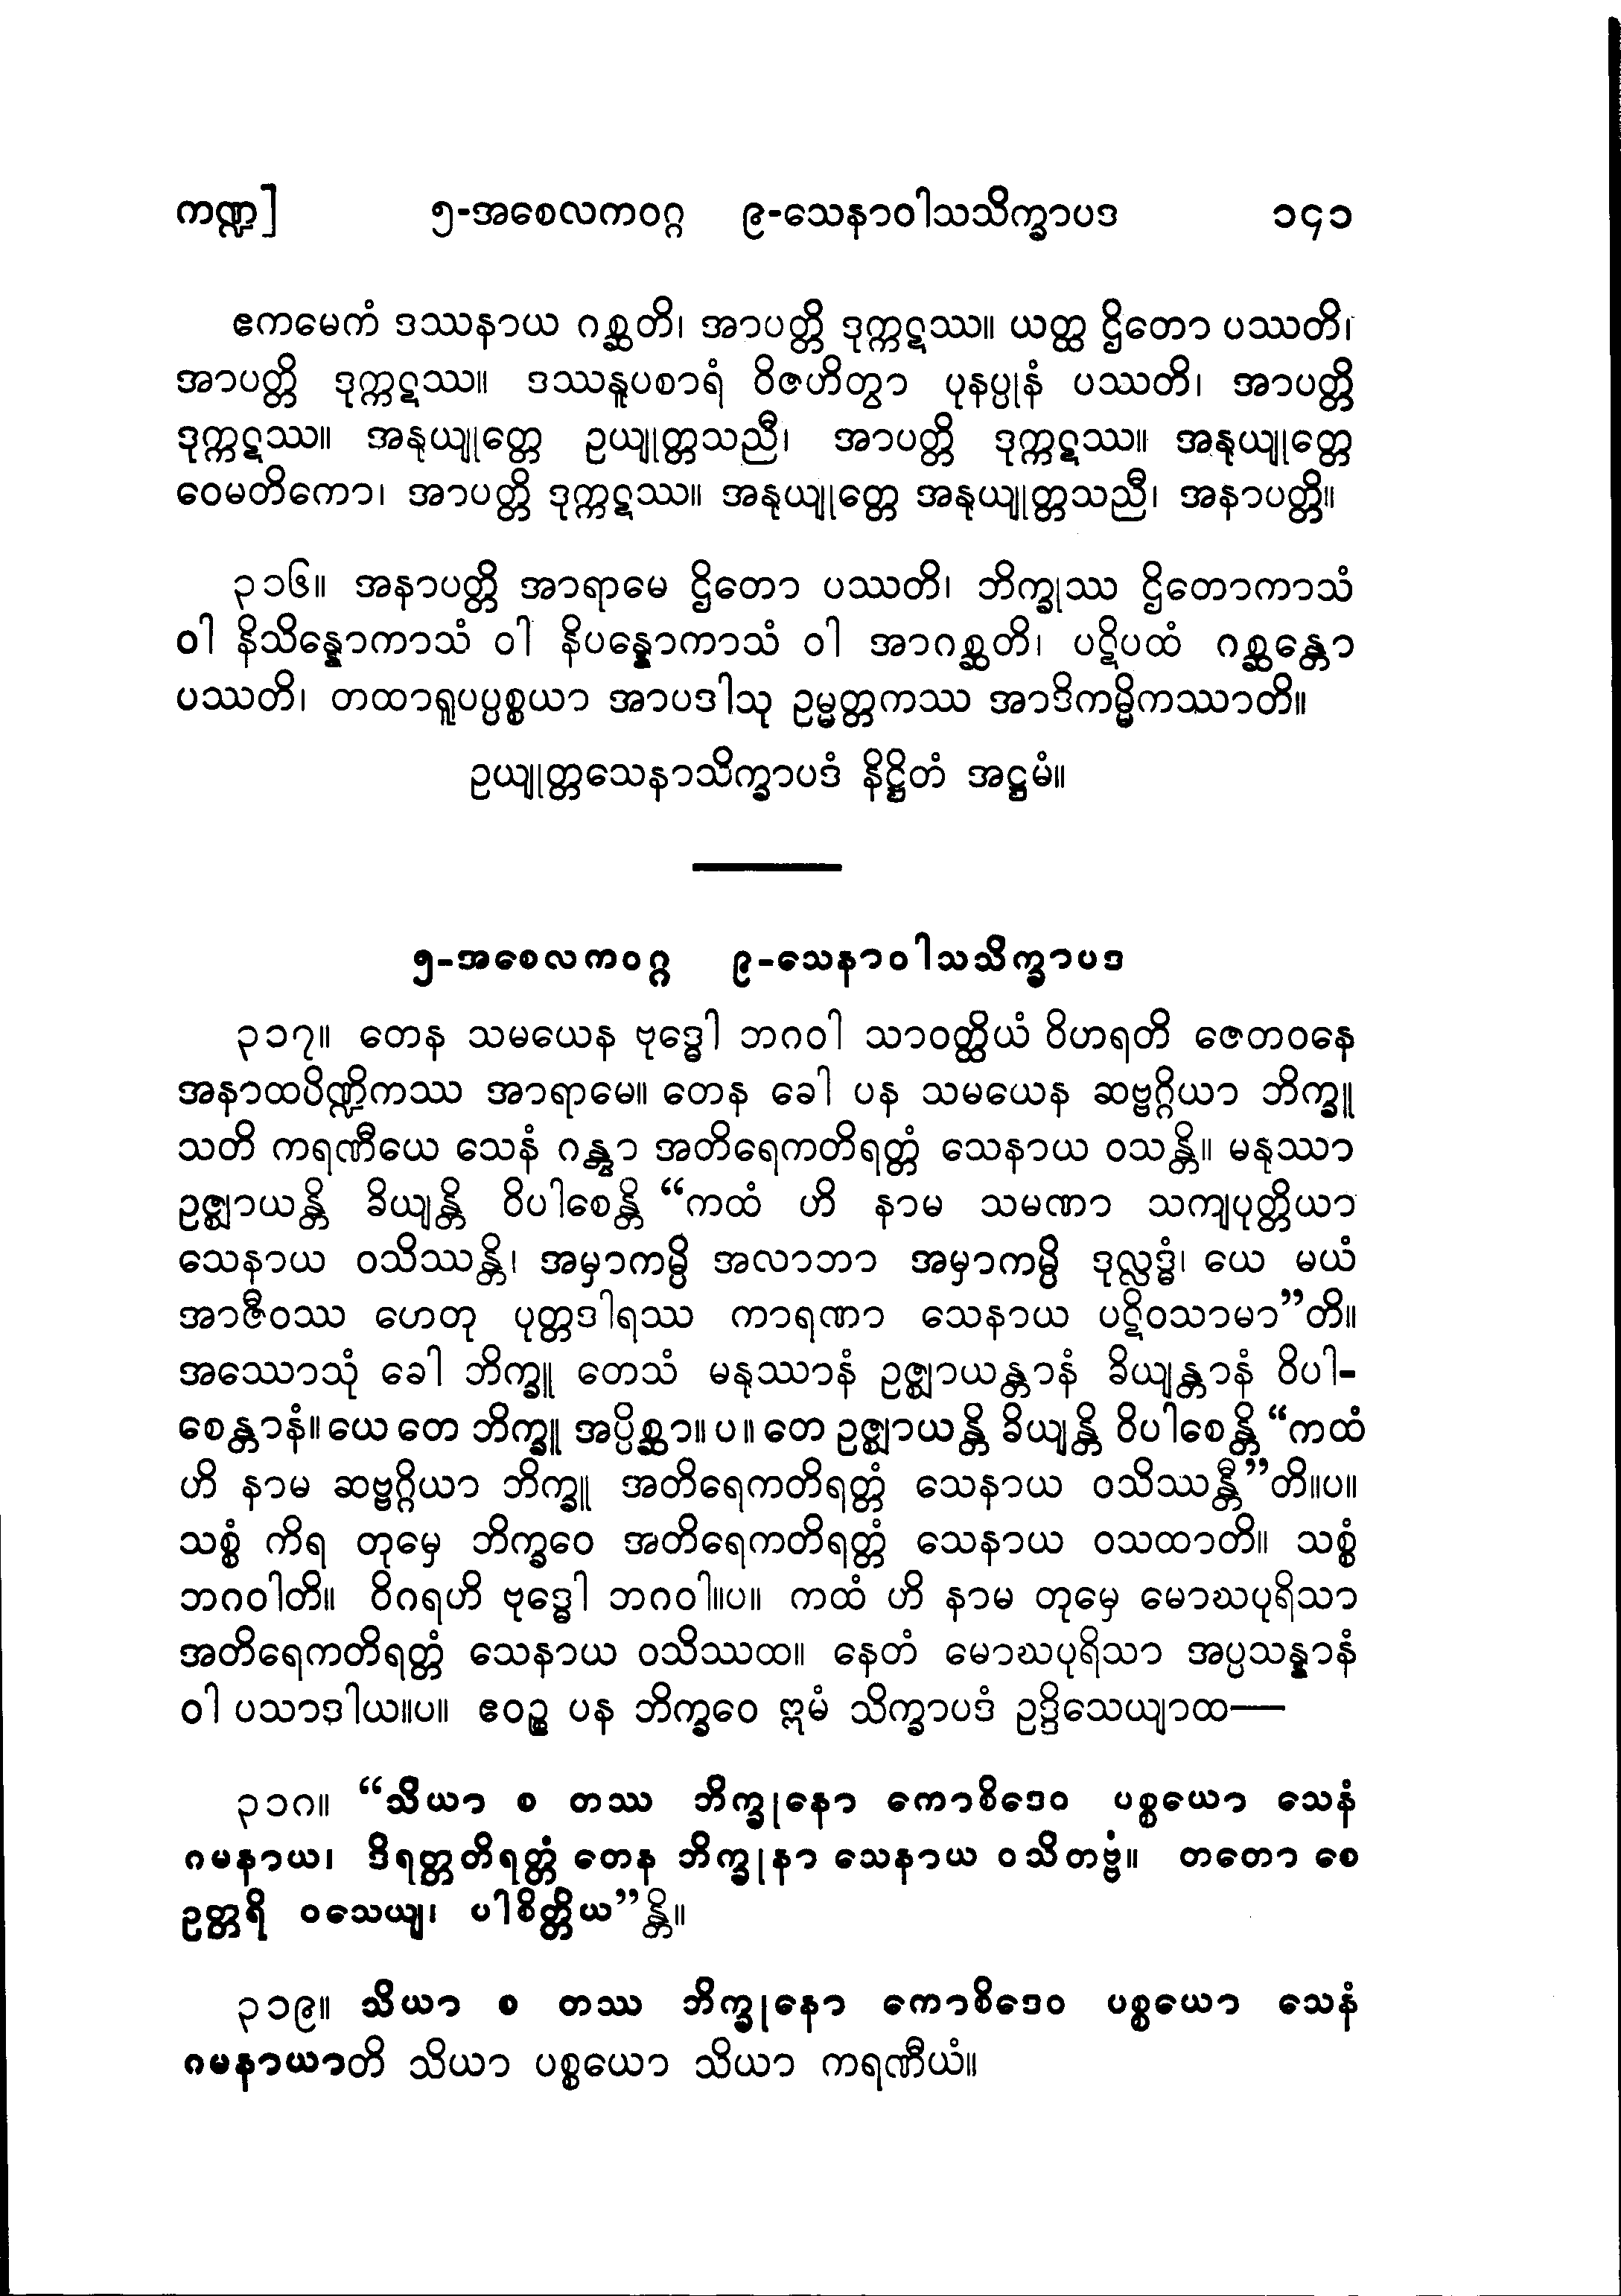 ကဏ္ဍ] ၅-အစေလကဝဂ္ဂ ၉-သေနာဝါသသိက္ခာပဒ ၁၄၁
ဧကမေကံ ဒဿနာယ ဂစ္ဆတိ၊ အာပတ္တိ ဒုက္ကဋဿ။ ယတ္ထ ဌိတော ပဿတိ၊
အာပတ္တိ ဒုက္ကဋဿ။ ဒဿနူပစာရံ ဝိဇဟိတွာ ပုနပ္ပုနံ ပဿတိ၊ အာပတ္တိ
ဒုက္ကဋဿ။ အနုယျုတ္တေ ဥယျုတ္တသညီ၊ အာပတ္တိ ဒုက္ကဋဿ။ အနုယျုတ္တေ
ဝေမတိကော၊ အာပတ္တိ ဒုက္ကဋဿ။ အနုယျုတ္တေ အနုယျုတ္တသညီ၊ အနာပတ္တိ။
၃၁၆။ အနာပတ္တိ အာရာမေ ဌိတော ပဿတိ၊ ဘိက္ခုဿ ဌိတောကာသံ
ဝါ နိသိန္နောကာသံ ဝါ နိပန္နောကာသံ ဝါ အာဂစ္ဆတိ၊ ပဋိပထံ ဂစ္ဆန္တော
ပဿတိ၊ တထာရူပပ္ပစ္စယာ အာပဒါသု ဥမ္မတ္တကဿ အာဒိကမ္မိကဿာတိ။
ဥယျုတ္တသေနာသိက္ခာပဒံ နိဋ္ဌိတံ အဋ္ဌမံ။
၅-အစေလကဝဂ္ဂ ၉-သေနာဝါသသိက္ခာပဒ
၃၁၇။ တေန သမယေန ဗုဒ္ဓေါ ဘဂဝါ သာဝတ္ထိယံ ဝိဟရတိ ဇေတဝနေ
အနာထပိဏ္ဍိကဿ အာရာမေ။ တေန ခေါ ပန သမယေန ဆဗ္ဗဂ္ဂိယာ ဘိက္ခူ
သတိ ကရဏီယေ သေနံ ဂန္တွာ အတိရေကတိရတ္တံ သေနာယ ဝသန္တိ။ မနုဿာ
ဥဇ္ဈာယန္တိ ခိယျန္တိ ဝိပါစေန္တိ “ကထံ ဟိ နာမ သမဏာ သကျပုတ္တိယာ
သေနာယ ဝသိဿန္တိ၊ အမှာကမ္ပိ အလာဘာ အမှာကမ္ပိ ဒုလ္လဒ္ဓံ၊ ယေ မယံ
အာဇီဝဿ ဟေတု ပုတ္တဒါရဿ ကာရဏာ သေနာယ ပဋိဝသာမာ”တိ။
အဿောသုံ ခေါ ဘိက္ခူ တေသံ မနုဿာနံ ဥဇ္ဈာယန္တာနံ ခိယျန္တာနံ ဝိပါ-
စေန္တာနံ။ ယေ တေ ဘိက္ခူ အပ္ပိစ္ဆာ။ ပ။ တေ ဥဇ္ဈာယန္တိ ခိယျန္တိ ဝိပါစေန္တိ “ကထံ
ဟိ နာမ ဆဗ္ဗဂ္ဂိယာ ဘိက္ခူ အတိရေကတိရတ္တံ သေနာယ ဝသိဿန္တီ”တိ။ပ။
သစ္စံ ကိရ တုမှေ ဘိက္ခဝေ အတိရေကတိရတ္တံ သေနာယ ဝသထာတိ။ သစ္စံ
ဘဂဝါတိ။ ဝိဂရဟိ ဗုဒ္ဓေါ ဘဂဝါ။ပ။ ကထံ ဟိ နာမ တုမှေ မောဃပုရိသာ
အတိရေကတိရတ္တံ သေနာယ ဝသိဿထ။ နေတံ မောဃပုရိသာ အပ္ပသန္နာနံ
ဝါ ပသာဒါယ။ပ။ ဧဝဉ္စ ပန ဘိက္ခဝေ ဣမံ သိက္ခာပဒံ ဥဒ္ဒိသေယျာထ—
၃၁၈။ “သိယာ စ တဿ ဘိက္ခုနော ကောစိဒေဝ ပစ္စယော သေနံ
ဂမနာယ၊ ဒိရတ္တတိရတ္တံ တေန ဘိက္ခုနာ သေနာယ ဝသိတဗ္ဗံ။ တတော စေ
ဥတ္တရိ ဝသေယျ၊ ပါစိတ္တိယ”န္တိ။
၃၁၉။ သိယာ စ တဿ ဘိက္ခုနော ကောစိဒေဝ ပစ္စယော သေနံ
ဂမနာယာတိ သိယာ ပစ္စယော သိယာ ကရဏီယံ။